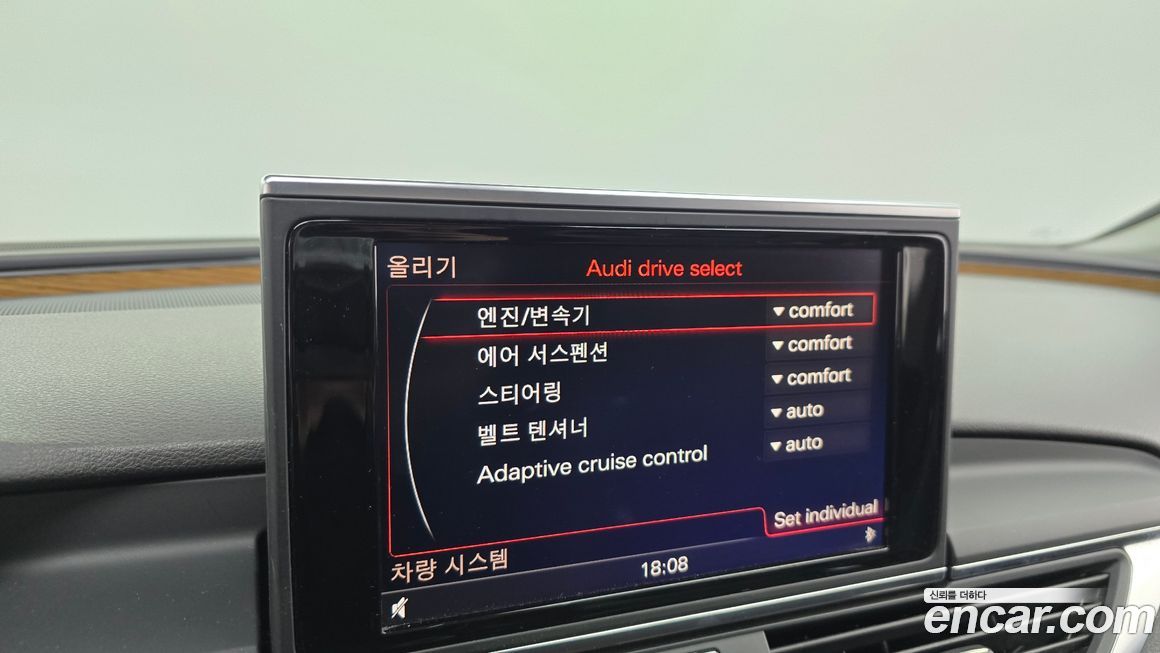 올리기
Audi drive select
엔진/변속기 ▼ comfort
에어 서스펜션 ▼ comfort
스티어링 ▼ comfort
벨트 텐셔너 ▼ auto
Adaptive cruise control ▼ auto
Set individual
차량 시스템
18:08
신뢰를 더하다
encar.com